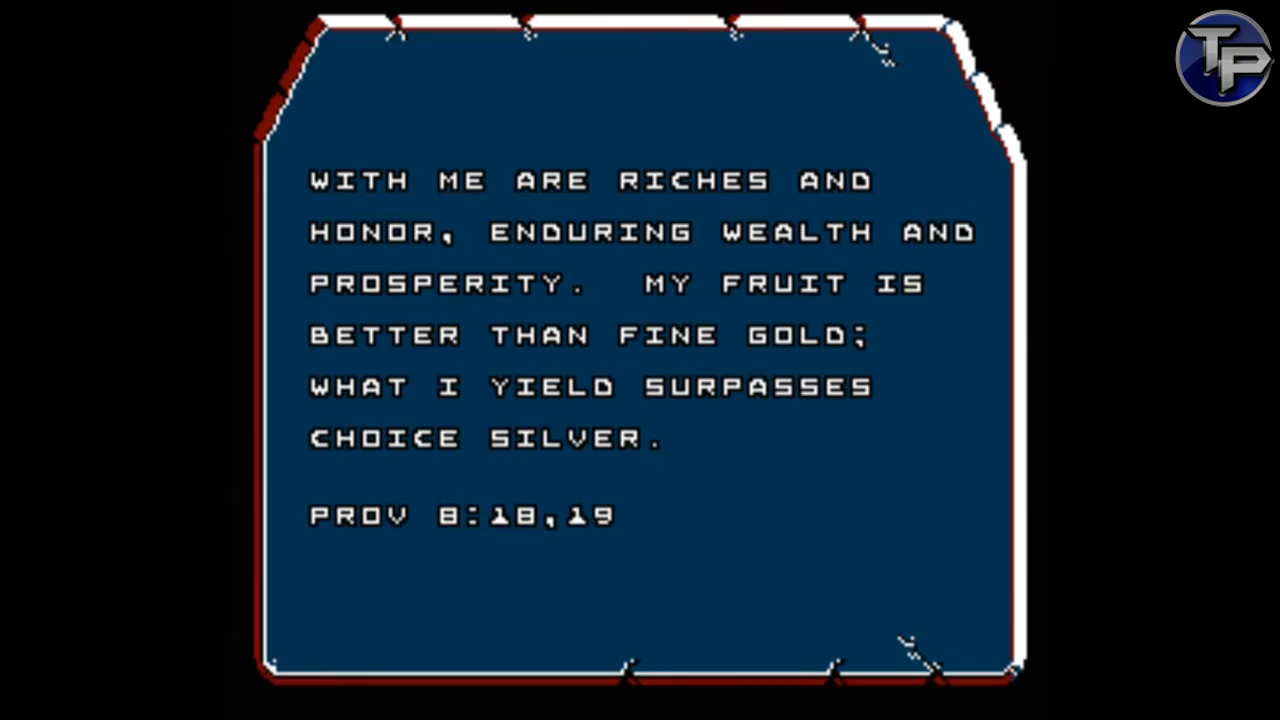 TP
WITH ME ARE RICHES AND
HONOR, ENDURING WEALTH AND
PROSPERITY.  MY FRUIT IS
BETTER THAN FINE GOLD;
WHAT I YIELD SURPASSES
CHOICE SILVER.
PROV 8:18,19